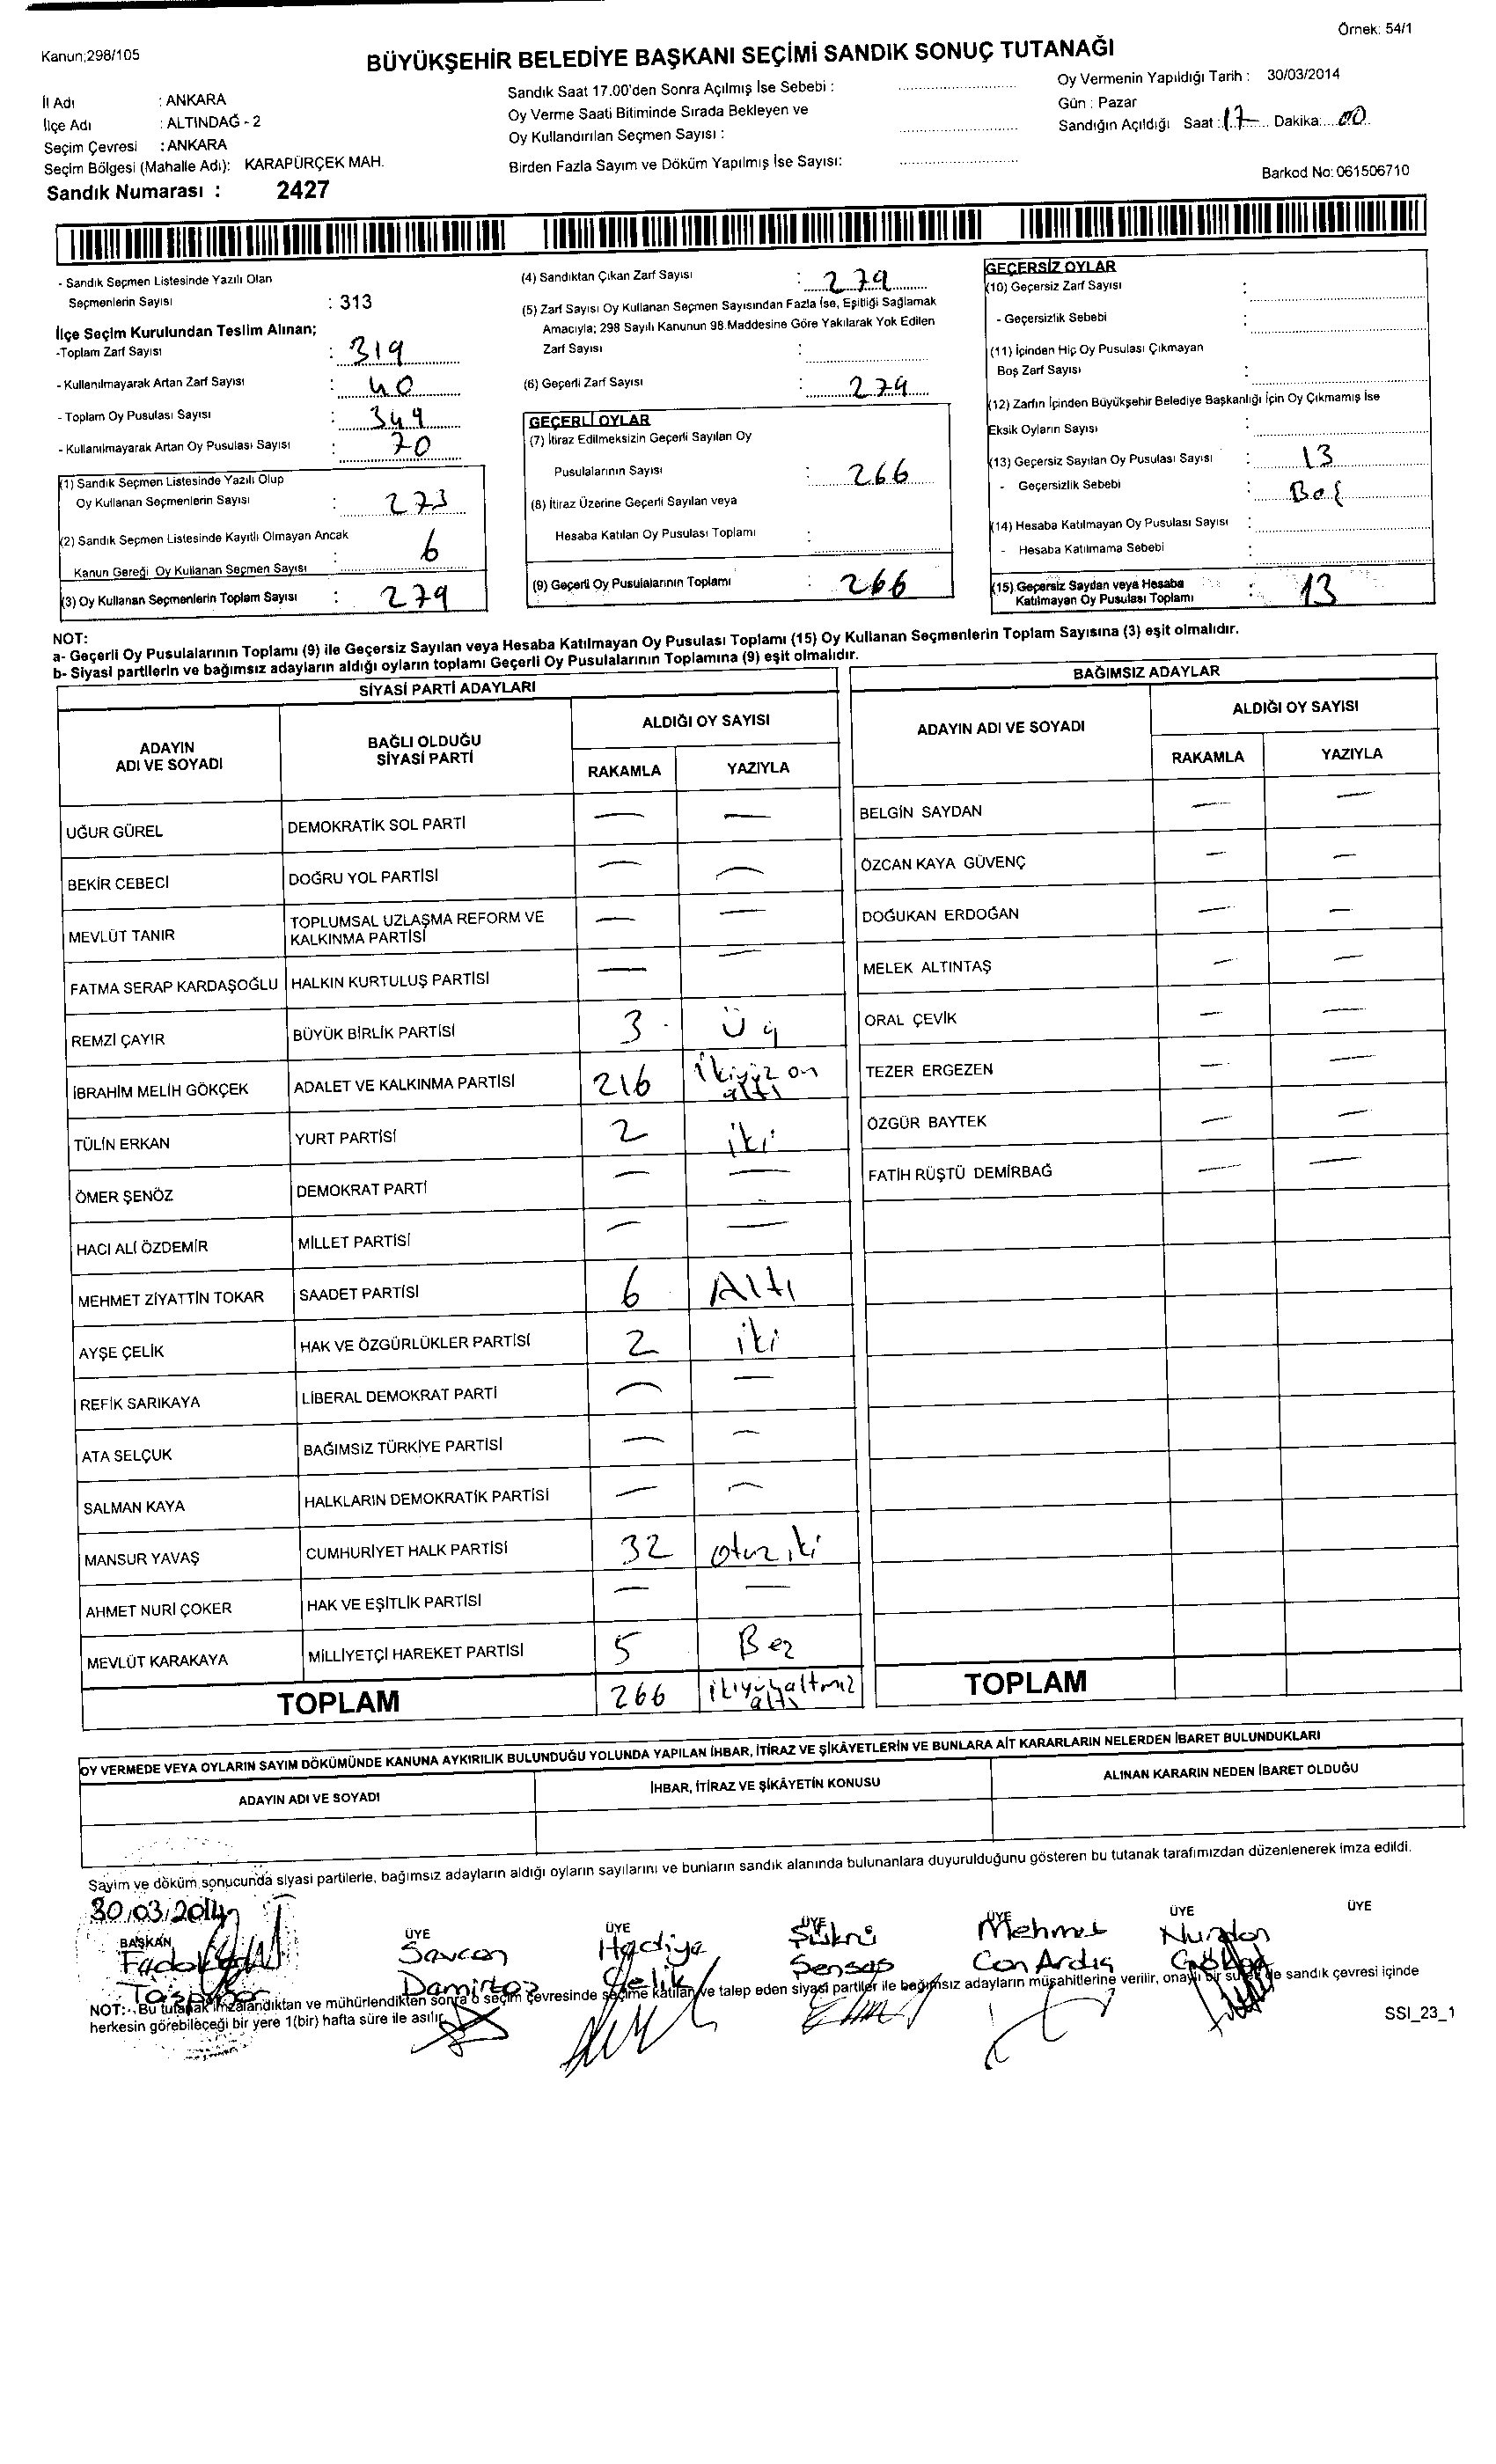 Örnek: 54/1
Kanun;298/105
BÜYÜKŞEHİR BELEDİYE BAŞKANI SEÇİMİ SANDIK SONUÇ TUTANAĞI
İl Adı : ANKARA
İlçe Adı : ALTINDAĞ - 2
Seçim Çevresi : ANKARA
Seçim Bölgesi (Mahalle Adı): KARAPÜRÇEK MAH.
Sandık Numarası : 2427
Sandık Saat 17.00'den Sonra Açılmış İse Sebebi :
Oy Verme Saati Bitiminde Sırada Bekleyen ve
Oy Kullandırılan Seçmen Sayısı :
Birden Fazla Sayım ve Döküm Yapılmış İse Sayısı:
Oy Vermenin Yapıldığı Tarih : 30/03/2014
Gün : Pazar
Sandığın Açıldığı Saat : 17 Dakika: 00
Barkod No: 061506710
- Sandık Seçmen Listesinde Yazılı Olan
Seçmenlerin Sayısı : 313
İlçe Seçim Kurulundan Teslim Alınan;
-Toplam Zarf Sayısı : 319
- Kullanılmayarak Artan Zarf Sayısı : 40
- Toplam Oy Pusulası Sayısı : 349
- Kullanılmayarak Artan Oy Pusulası Sayısı : 70
(1) Sandık Seçmen Listesinde Yazılı Olup
Oy Kullanan Seçmenlerin Sayısı : 273
(2) Sandık Seçmen Listesinde Kayıtlı Olmayan Ancak
Kanun Gereği Oy Kullanan Seçmen Sayısı : 6
(3) Oy Kullanan Seçmenlerin Toplam Sayısı : 279
(4) Sandıktan Çıkan Zarf Sayısı : 279
(5) Zarf Sayısı Oy Kullanan Seçmen Sayısından Fazla İse, Eşitliği Sağlamak
Amacıyla; 298 Sayılı Kanunun 98.Maddesine Göre Yakılarak Yok Edilen
Zarf Sayısı :
(6) Geçerli Zarf Sayısı : 279
GEÇERLİ OYLAR
(7) İtiraz Edilmeksizin Geçerli Sayılan Oy
Pusulalarının Sayısı : 266
(8) İtiraz Üzerine Geçerli Sayılan veya
Hesaba Katılan Oy Pusulası Toplamı :
(9) Geçerli Oy Pusulalarının Toplamı : 266
GEÇERSİZ OYLAR
(10) Geçersiz Zarf Sayısı :
- Geçersizlik Sebebi :
(11) İçinden Hiç Oy Pusulası Çıkmayan
Boş Zarf Sayısı :
(12) Zarfın İçinden Büyükşehir Belediye Başkanlığı İçin Oy Çıkmamış İse
Eksik Oyların Sayısı :
(13) Geçersiz Sayılan Oy Pusulası Sayısı : 13
- Geçersizlik Sebebi : Boş
(14) Hesaba Katılmayan Oy Pusulası Sayısı :
- Hesaba Katılmama Sebebi :
(15) Geçersiz Sayılan veya Hesaba
Katılmayan Oy Pusulası Toplamı : 13
NOT:
a- Geçerli Oy Pusulalarının Toplamı (9) ile Geçersiz Sayılan veya Hesaba Katılmayan Oy Pusulası Toplamı (15) Oy Kullanan Seçmenlerin Toplam Sayısına (3) eşit olmalıdır.
b- Siyasi partilerin ve bağımsız adayların aldığı oyların toplamı Geçerli Oy Pusulalarının Toplamına (9) eşit olmalıdır.
SİYASİ PARTİ ADAYLARI
ADAYIN ADI VE SOYADI BAĞLI OLDUĞU SİYASİ PARTİ ALDIĞI OY SAYISI
RAKAMLA YAZIYLA
UĞUR GÜREL DEMOKRATİK SOL PARTİ — —
BEKİR CEBECİ DOĞRU YOL PARTİSİ — —
MEVLÜT TANIR TOPLUMSAL UZLAŞMA REFORM VE KALKINMA PARTİSİ — —
FATMA SERAP KARDAŞOĞLU HALKIN KURTULUŞ PARTİSİ — —
REMZİ ÇAYIR BÜYÜK BİRLİK PARTİSİ 3 Üç
İBRAHİM MELİH GÖKÇEK ADALET VE KALKINMA PARTİSİ 216 ikiyüz on altı
TÜLİN ERKAN YURT PARTİSİ 2 iki
ÖMER ŞENÖZ DEMOKRAT PARTİ — —
HACI ALİ ÖZDEMİR MİLLET PARTİSİ — —
MEHMET ZİYATTİN TOKAR SAADET PARTİSİ 6 Altı
AYŞE ÇELİK HAK VE ÖZGÜRLÜKLER PARTİSİ 2 iki
REFİK SARIKAYA LİBERAL DEMOKRAT PARTİ — —
ATA SELÇUK BAĞIMSIZ TÜRKİYE PARTİSİ — —
SALMAN KAYA HALKLARIN DEMOKRATİK PARTİSİ — —
MANSUR YAVAŞ CUMHURİYET HALK PARTİSİ 32 otuz iki
AHMET NURİ ÇOKER HAK VE EŞİTLİK PARTİSİ — —
MEVLÜT KARAKAYA MİLLİYETÇİ HAREKET PARTİSİ 5 Beş
TOPLAM 266 ikiyüzaltmış altı
BAĞIMSIZ ADAYLAR
ADAYIN ADI VE SOYADI ALDIĞI OY SAYISI
RAKAMLA YAZIYLA
BELGİN SAYDAN — —
ÖZCAN KAYA GÜVENÇ — —
DOĞUKAN ERDOĞAN — —
MELEK ALTINTAŞ — —
ORAL ÇEVİK — —
TEZER ERGEZEN — —
ÖZGÜR BAYTEK — —
FATİH RÜŞTÜ DEMİRBAĞ — —
TOPLAM
OY VERMEDE VEYA OYLARIN SAYIM DÖKÜMÜNDE KANUNA AYKIRILIK BULUNDUĞU YOLUNDA YAPILAN İHBAR, İTİRAZ VE ŞİKÂYETLERİN VE BUNLARA AİT KARARLARIN NELERDEN İBARET BULUNDUKLARI
ADAYIN ADI VE SOYADI İHBAR, İTİRAZ VE ŞİKÂYETİN KONUSU ALINAN KARARIN NEDEN İBARET OLDUĞU
Sayım ve döküm sonucunda siyasi partilerle, bağımsız adayların aldığı oyların sayılarını ve bunların sandık alanında bulunanlara duyurulduğunu gösteren bu tutanak tarafımızdan düzenlenerek imza edildi.
30/03/2014
BAŞKAN ÜYE ÜYE ÜYE ÜYE ÜYE ÜYE
Savcan Hadiye Şükrü Mehmet Nurdan
Damirtaş Çelik Şensap Can Ardıç
NOT: Bu tutanak imzalandıktan ve mühürlendikten sonra o seçim çevresinde seçime katılan ve talep eden siyasi partiler ile bağımsız adayların müşahitlerine verilir, onaylı bir sureti de sandık çevresi içinde
herkesin görebileceği bir yere 1(bir) hafta süre ile asılır.
SSI_23_1